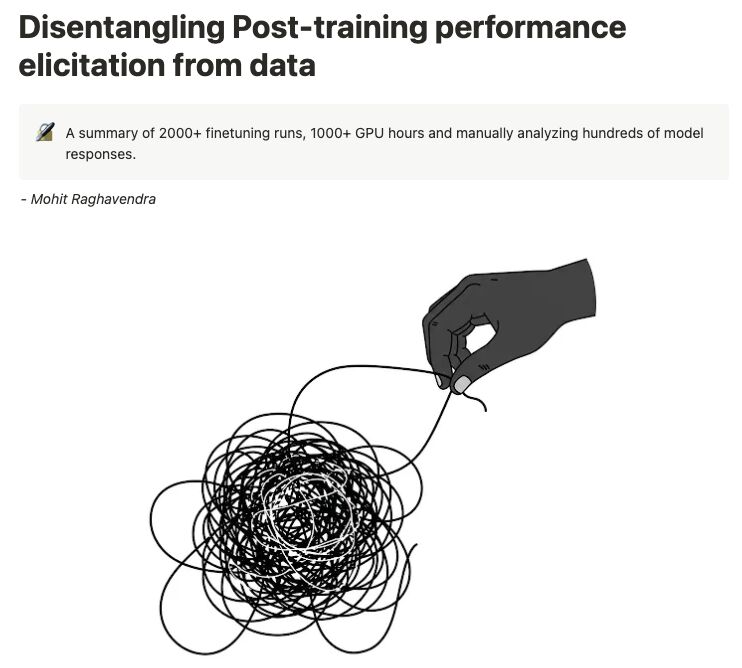 Disentangling Post-training performance
elicitation from data
A summary of 2000+ finetuning runs, 1000+ GPU hours and manually analyzing hundreds of model
responses.
- Mohit Raghavendra